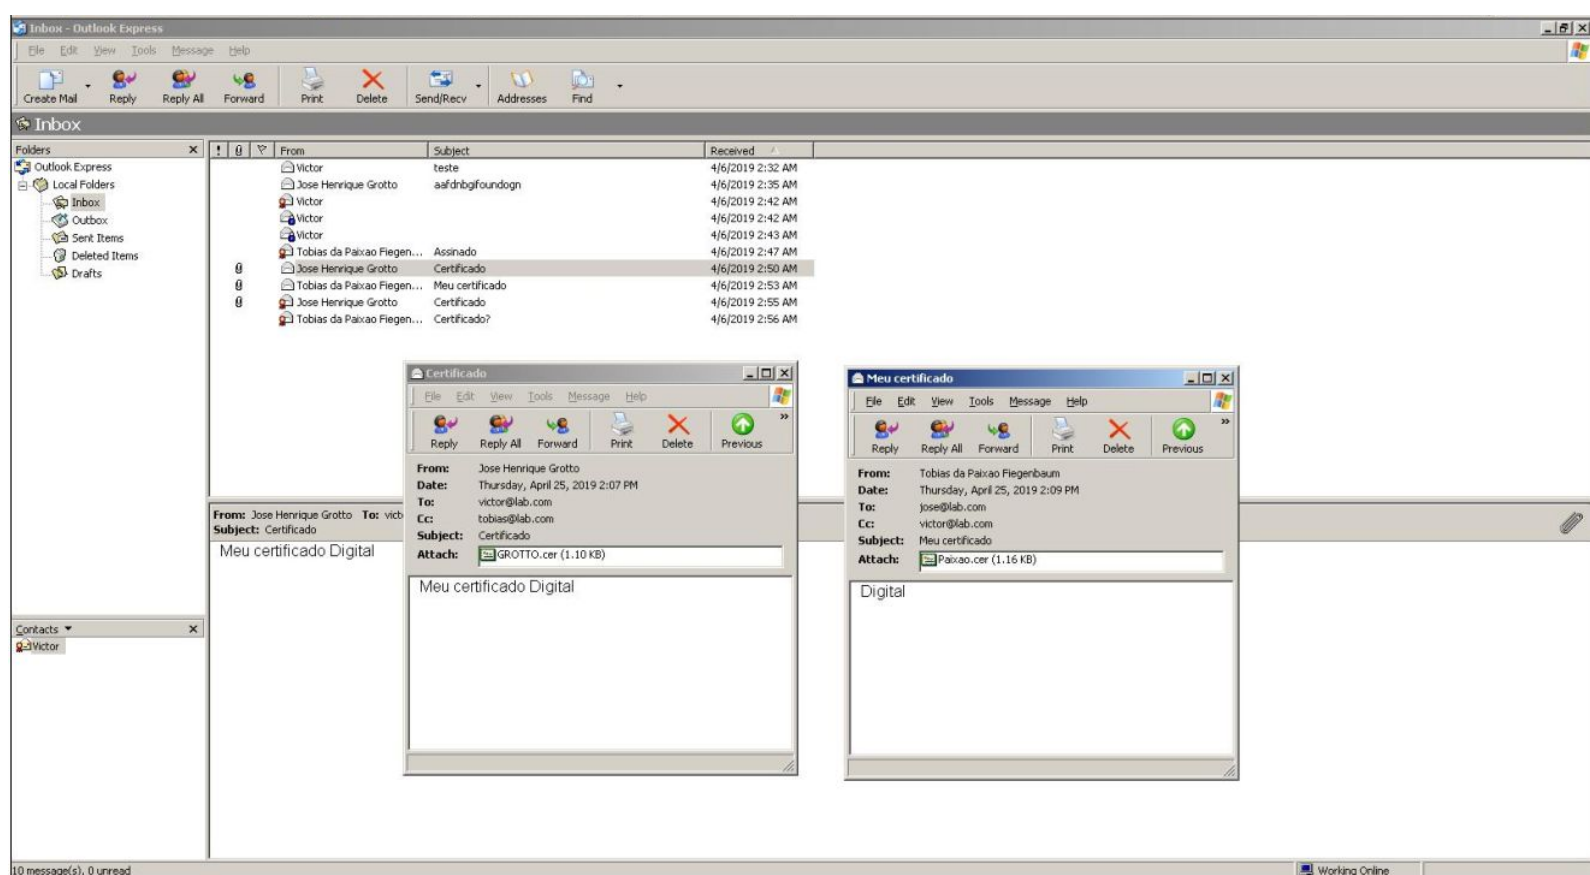 Inbox - Outlook Express
File Edit View Tools Message Help
Create Mail Reply Reply All Forward Print Delete Send/Recv Addresses Find
Inbox
Folders
Outlook Express
Local Folders
Inbox
Outbox
Sent Items
Deleted Items
Drafts
! From Subject Received
Victor teste 4/6/2019 2:32 AM
Jose Henrique Grotto aafdnbgifoundogn 4/6/2019 2:35 AM
Victor 4/6/2019 2:42 AM
Victor 4/6/2019 2:42 AM
Victor 4/6/2019 2:43 AM
Tobias da Paixao Fiegen... Assinado 4/6/2019 2:47 AM
Jose Henrique Grotto Certificado 4/6/2019 2:50 AM
Tobias da Paixao Fiegen... Meu certificado 4/6/2019 2:53 AM
Jose Henrique Grotto Certificado 4/6/2019 2:55 AM
Tobias da Paixao Fiegen... Certificado? 4/6/2019 2:56 AM
From: Jose Henrique Grotto To: victo
Subject: Certificado
Meu certificado Digital
Certificado
File Edit View Tools Message Help
Reply Reply All Forward Print Delete Previous »
From: Jose Henrique Grotto
Date: Thursday, April 25, 2019 2:07 PM
To: victor@lab.com
Cc: tobias@lab.com
Subject: Certificado
Attach: GROTTO.cer (1.10 KB)
Meu certificado Digital
Meu certificado
File Edit View Tools Message Help
Reply Reply All Forward Print Delete Previous »
From: Tobias da Paixao Fiegenbaum
Date: Thursday, April 25, 2019 2:09 PM
To: jose@lab.com
Cc: victor@lab.com
Subject: Meu certificado
Attach: Paixao.cer (1.16 KB)
Digital
Contacts
Victor
10 message(s), 0 unread
Working Online